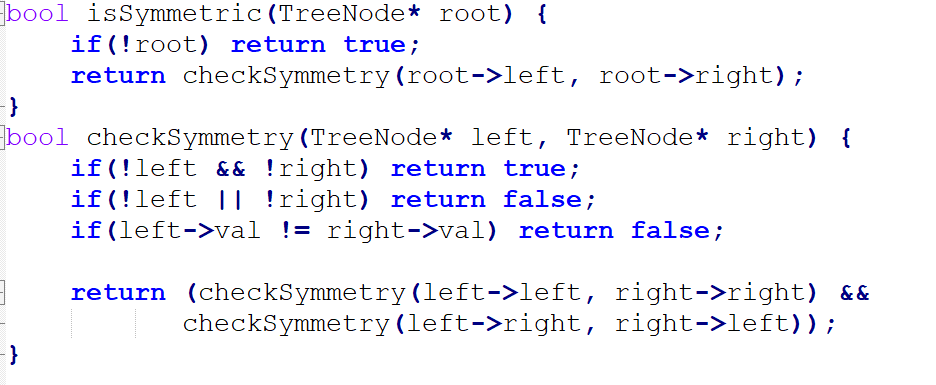 bool isSymmetric(TreeNode* root) {
    if(!root) return true;
    return checkSymmetry(root->left, root->right);
}
bool checkSymmetry(TreeNode* left, TreeNode* right) {
    if(!left && !right) return true;
    if(!left || !right) return false;
    if(left->val != right->val) return false;

    return (checkSymmetry(left->left, right->right) &&
           checkSymmetry(left->right, right->left));
}